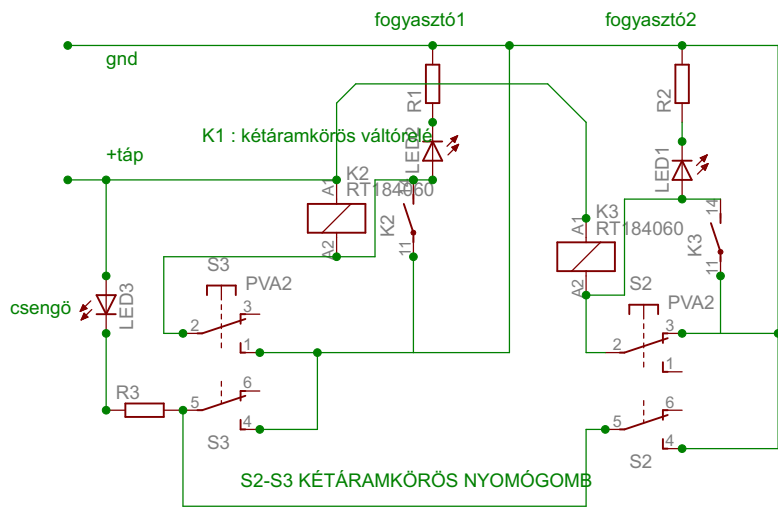 fogyasztó1
fogyasztó2
gnd
R1
R2
K1 : kétáramkörös váltórelé
LED2
+táp
LED1
A1
K2
RT184060
14
K2
11
A2
A1
K3
RT184060
14
K3
11
A2
S3
PVA2
S2
PVA2
csengö
LED3
2
3
1
2
3
1
R3
5
6
4
S3
5
6
4
S2
S2-S3 KÉTÁRAMKÖRÖS NYOMÓGOMB